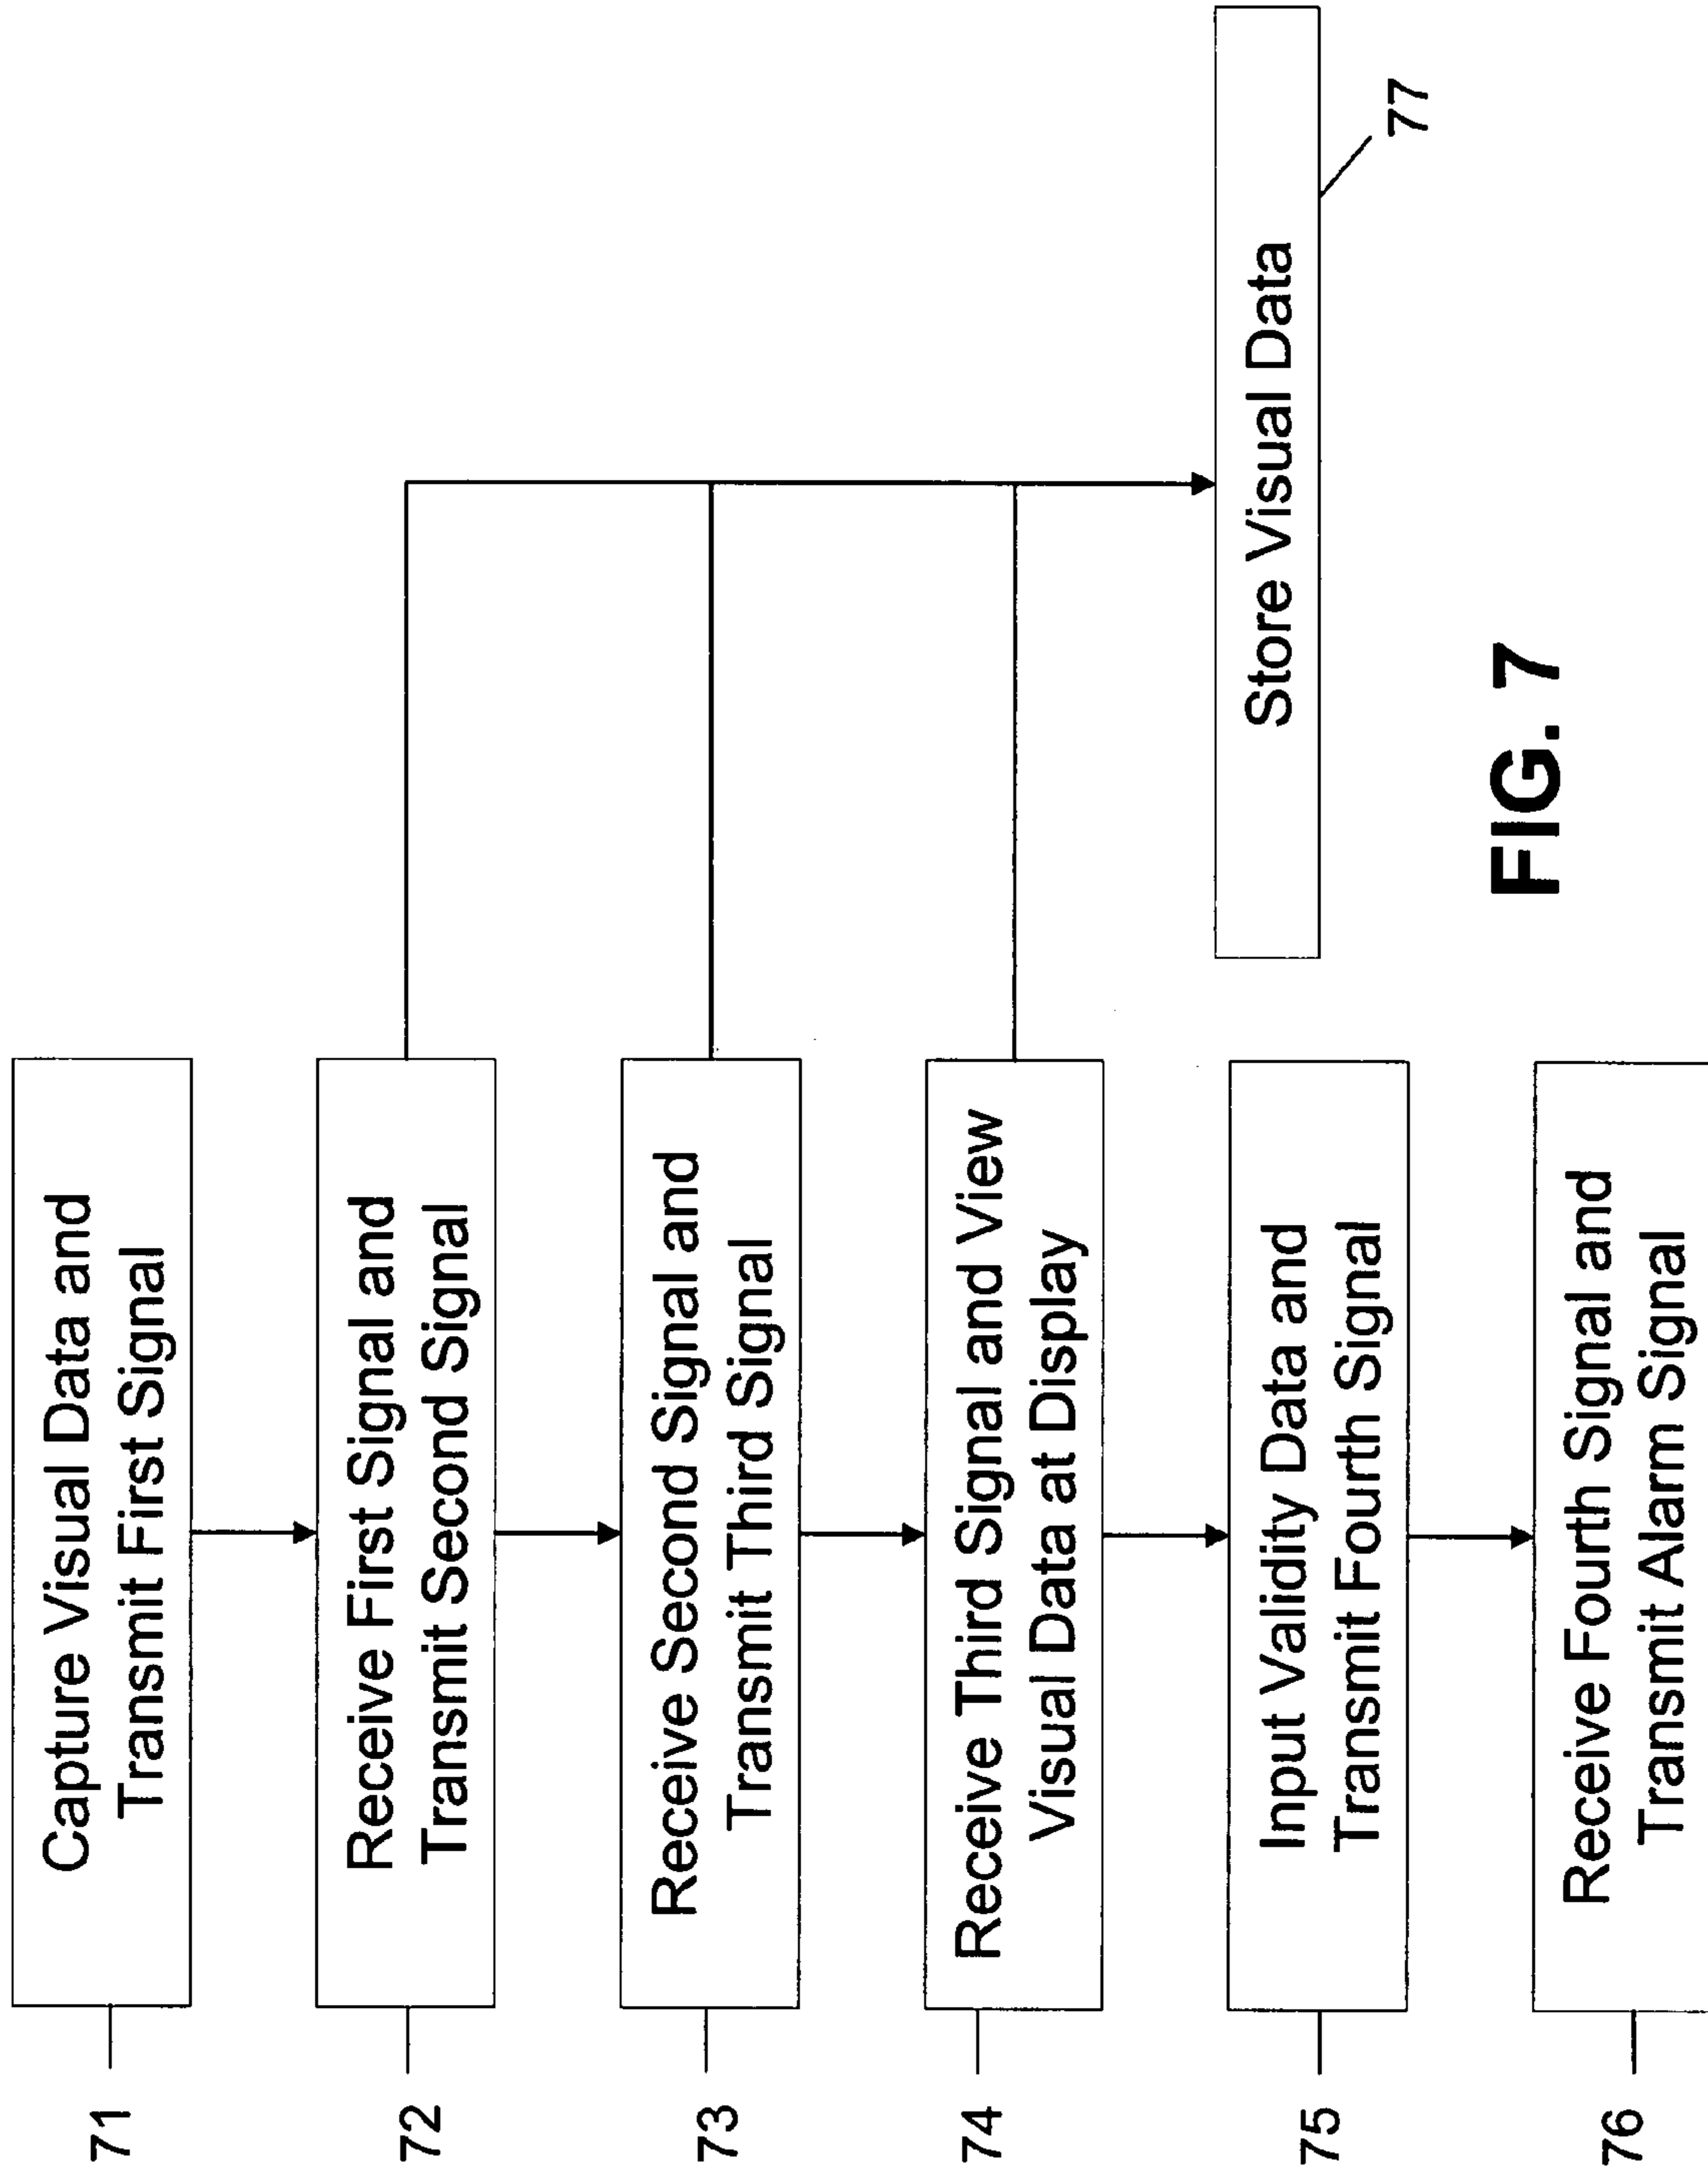 71
Capture Visual Data and
Transmit First Signal
72
Receive First Signal and
Transmit Second Signal
73
Receive Second Signal and
Transmit Third Signal
74
Receive Third Signal and View
Visual Data at Display
75
Input Validity Data and
Transmit Fourth Signal
76
Receive Fourth Signal and
Transmit Alarm Signal
Store Visual Data
77
FIG. 7